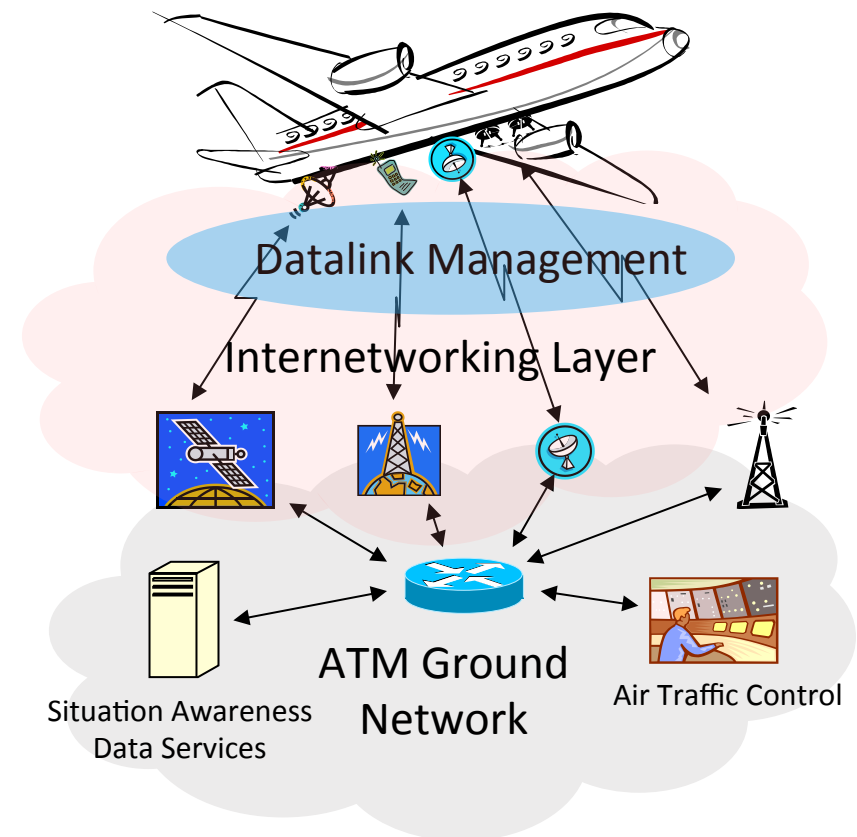 Datalink Management
Internetworking Layer
ATM Ground
Network
Situation Awareness
Data Services
Air Traffic Control